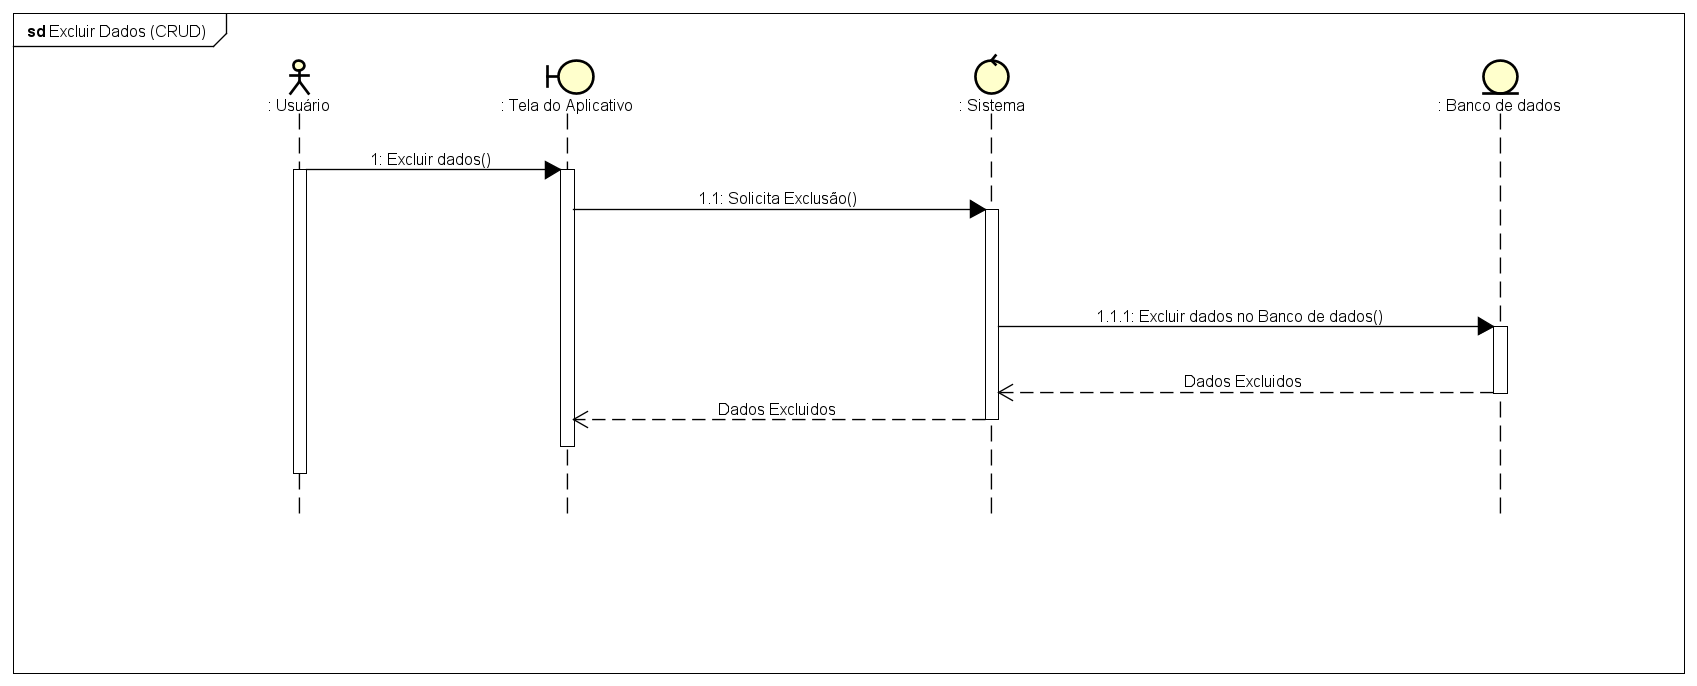 sd Excluir Dados (CRUD)
: Usuário
: Tela do Aplicativo
: Sistema
: Banco de dados
1: Excluir dados()
1.1: Solicita Exclusão()
1.1.1: Excluir dados no Banco de dados()
Dados Excluidos
Dados Excluidos